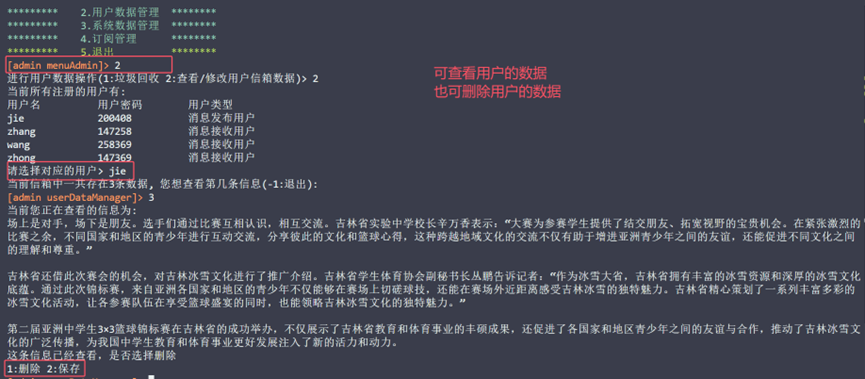 ********* 2.用户数据管理 ********
********* 3.系统数据管理 ********
********* 4.订阅管理 ********
********* 5.退出 ********
[admin menuAdmin]> 2
进行用户数据操作(1:垃圾回收 2:查看/修改用户信箱数据)> 2
可查看用户的数据
也可删除用户的数据
当前所有注册的用户有:
用户名 用户密码 用户类型
jie 200408 消息发布用户
zhang 147258 消息接收用户
wang 258369 消息接收用户
zhong 147369 消息接收用户
请选择对应的用户> jie
当前信箱中一共存在3条数据, 您想查看第几条信息(-1:退出):
[admin userDataManager]> 3
当前您正在查看的信息为:
场上是对手，场下是朋友。选手们通过比赛互相认识，相互交流。吉林省实验中学校长辛万香表示：“大赛为参赛学生提供了结交朋友、拓宽视野的宝贵机会。在紧张激烈的
比赛之余，不同国家和地区的青少年进行互动交流，分享彼此的文化和篮球心得，这种跨越地域文化的交流不仅有助于增进亚洲青少年之间的友谊，还能促进不同文化之间
的理解和尊重。”
吉林省还借此次赛会的机会，对吉林冰雪文化进行了推广介绍。吉林省学生体育协会副秘书长丛鹏告诉记者：“作为冰雪大省，吉林省拥有丰富的冰雪资源和深厚的冰雪文化
底蕴。通过此次锦标赛，来自亚洲各国家和地区的青少年不仅能够在赛场上切磋球技，还能在赛场外近距离感受吉林冰雪的独特魅力。吉林省精心策划了一系列丰富多彩的
冰雪文化活动，让各参赛队伍在享受篮球盛宴的同时，也能领略吉林冰雪文化的独特魅力。”
第二届亚洲中学生3×3篮球锦标赛在吉林省的成功举办，不仅展示了吉林省教育和体育事业的丰硕成果，还促进了各国家和地区青少年之间的友谊与合作，推动了吉林冰雪文
化的广泛传播，为我国中学生教育和体育事业更好发展注入了新的活力和动力。
这条信息已经查看，是否选择删除
1:删除 2:保存